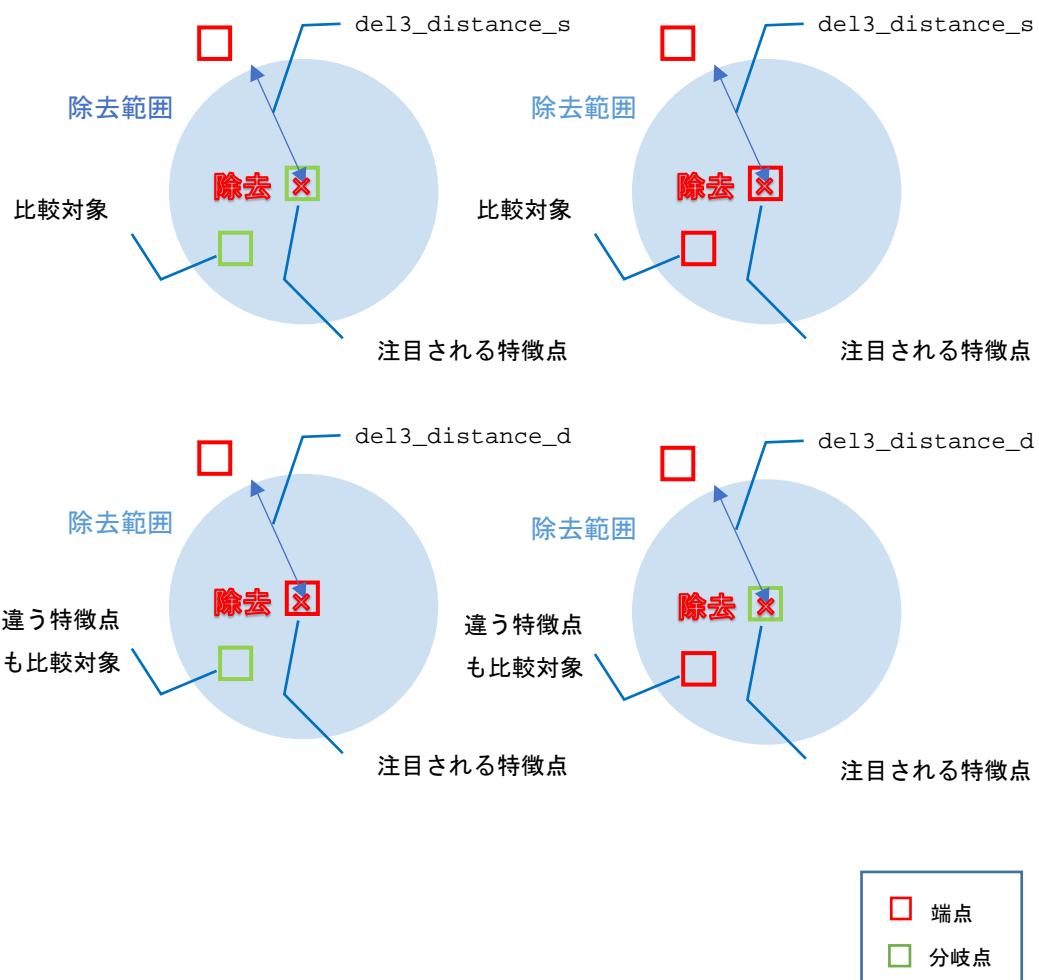 del3_distance_s
除去範囲
除去
比較対象
注目される特徴点
del3_distance_s
除去範囲
除去
比較対象
注目される特徴点
del3_distance_d
除去範囲
除去
違う特徴点
も比較対象
注目される特徴点
del3_distance_d
除去範囲
除去
違う特徴点
も比較対象
注目される特徴点
端点
分岐点